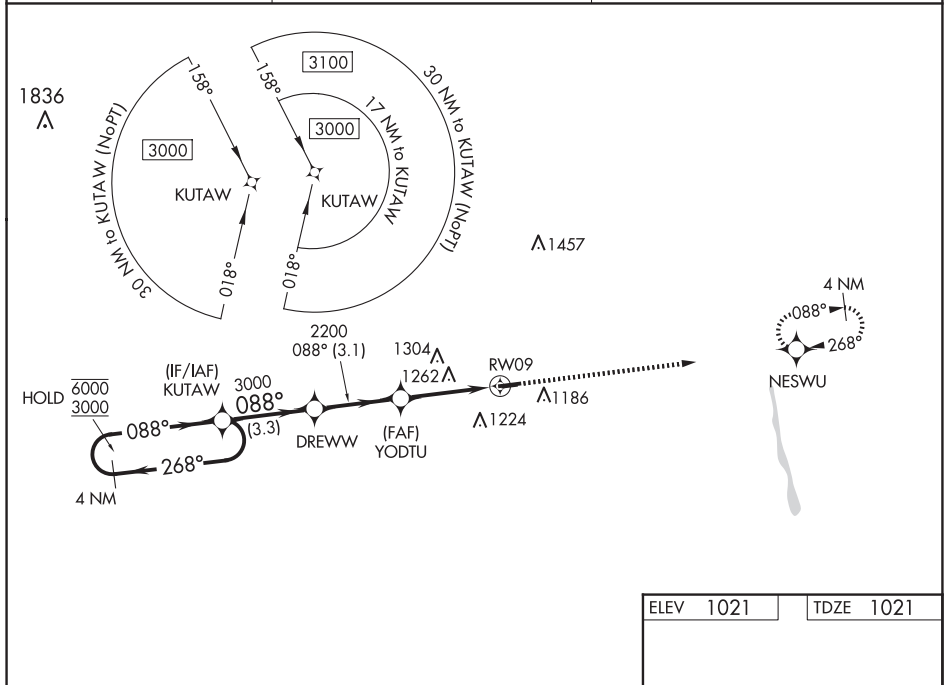 1836
30 NM to KUTAW (NoPT)
3000
158°
KUTAW
018°
3100
158°
3000
17 NM to KUTAW
30 NM to KUTAW (NoPT)
KUTAW
018°
1457
4 NM
088°
268°
NESWU
2200
088° (3.1)
1304
1262
RW09
1186
1224
(IF/IAF)
KUTAW
3000
088°
(3.3)
HOLD
6000
3000
088°
268°
4 NM
DREWW
(FAF)
YODTU
ELEV 1021
TDZE 1021